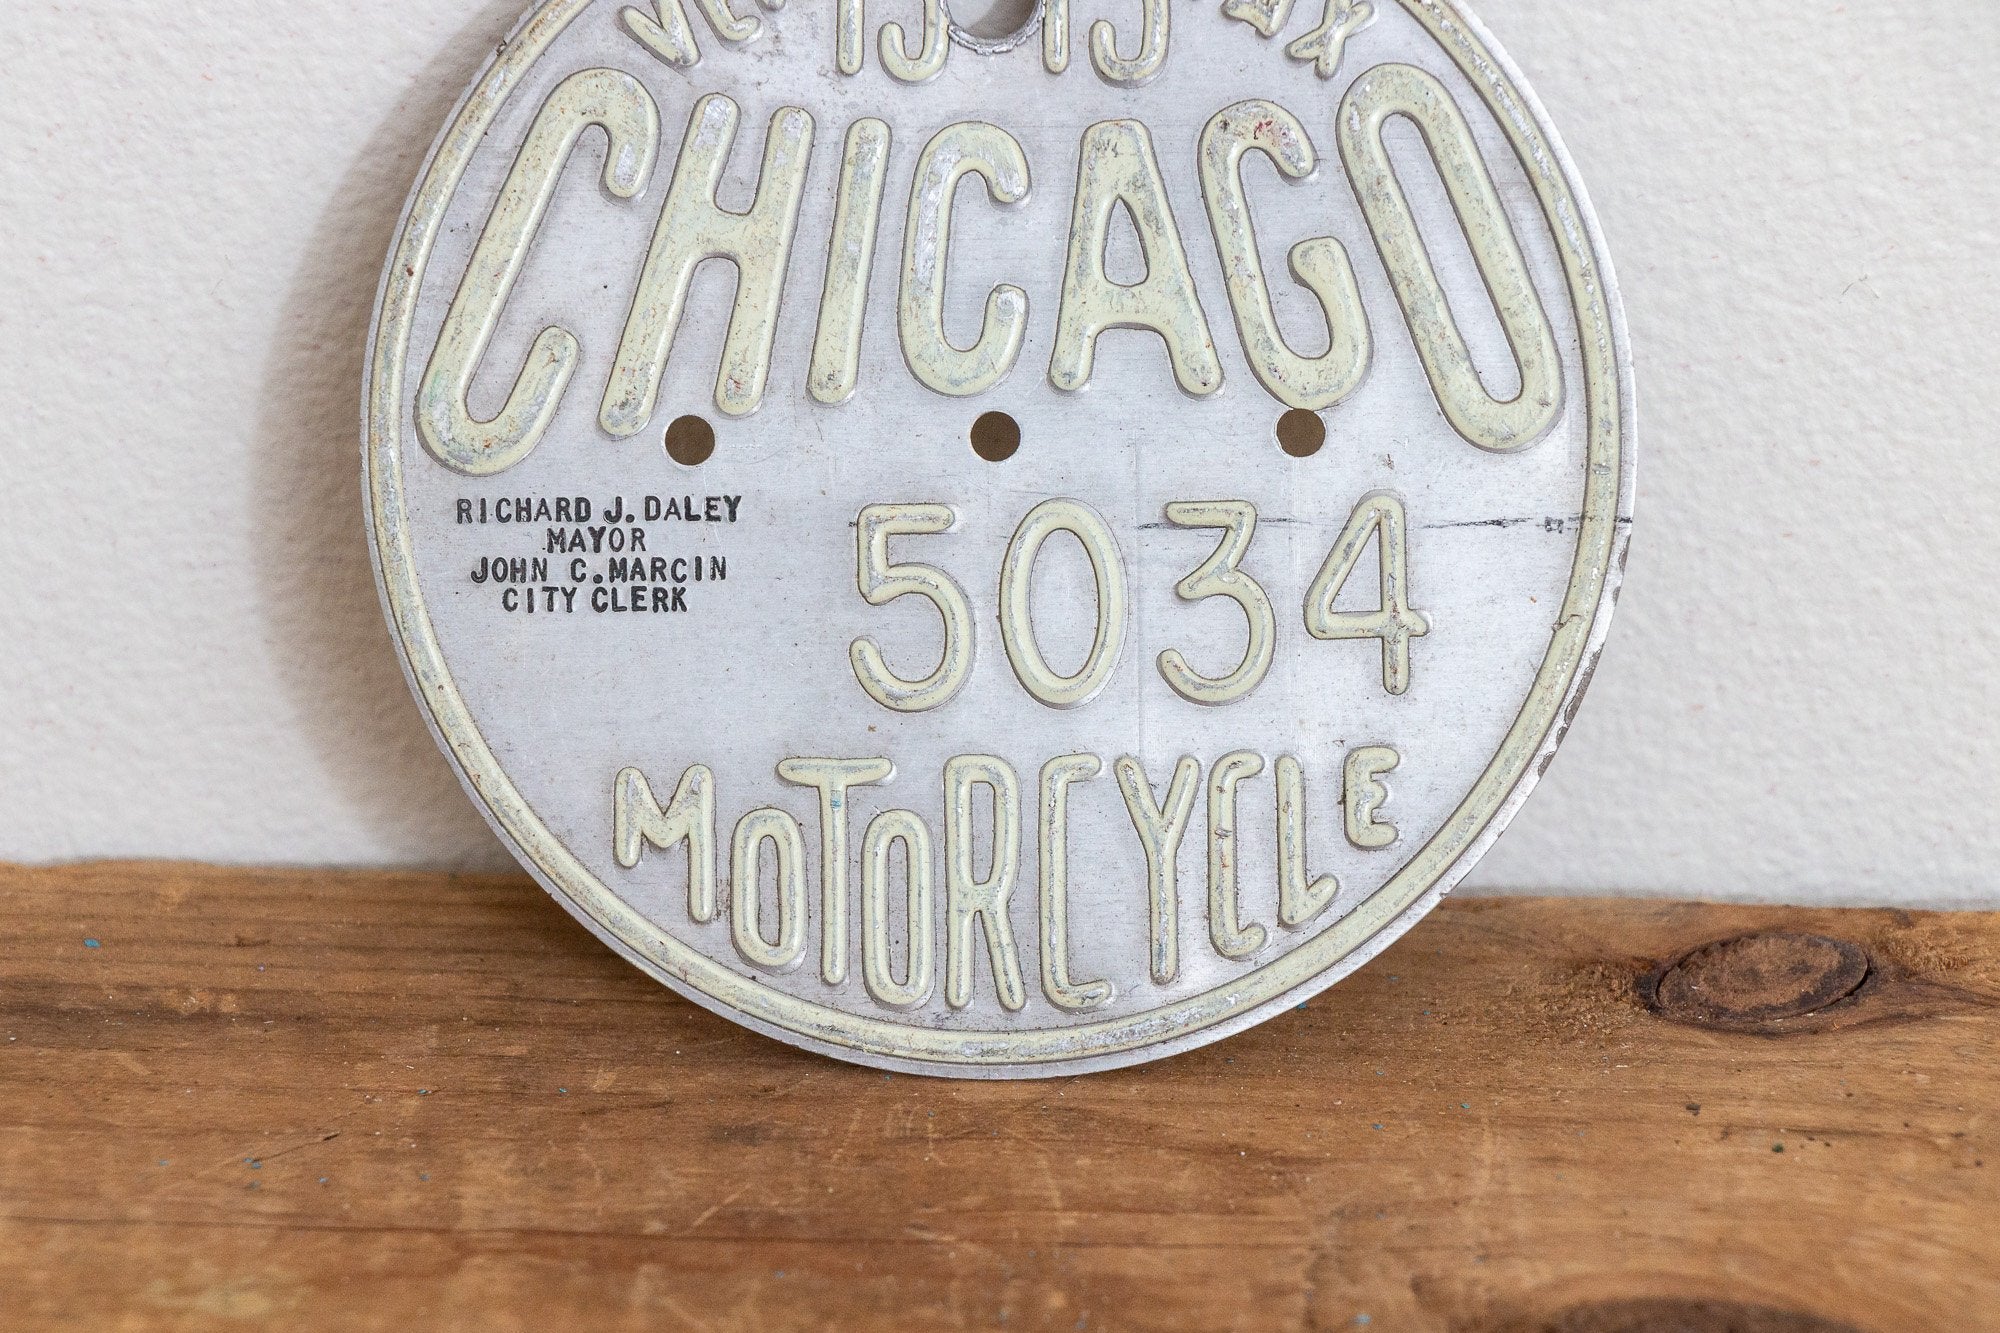 CHICAGO
RICHARD J. DALEY
MAYOR
JOHN C. MARCIN
CITY CLERK
5034
MOTORCYCLE